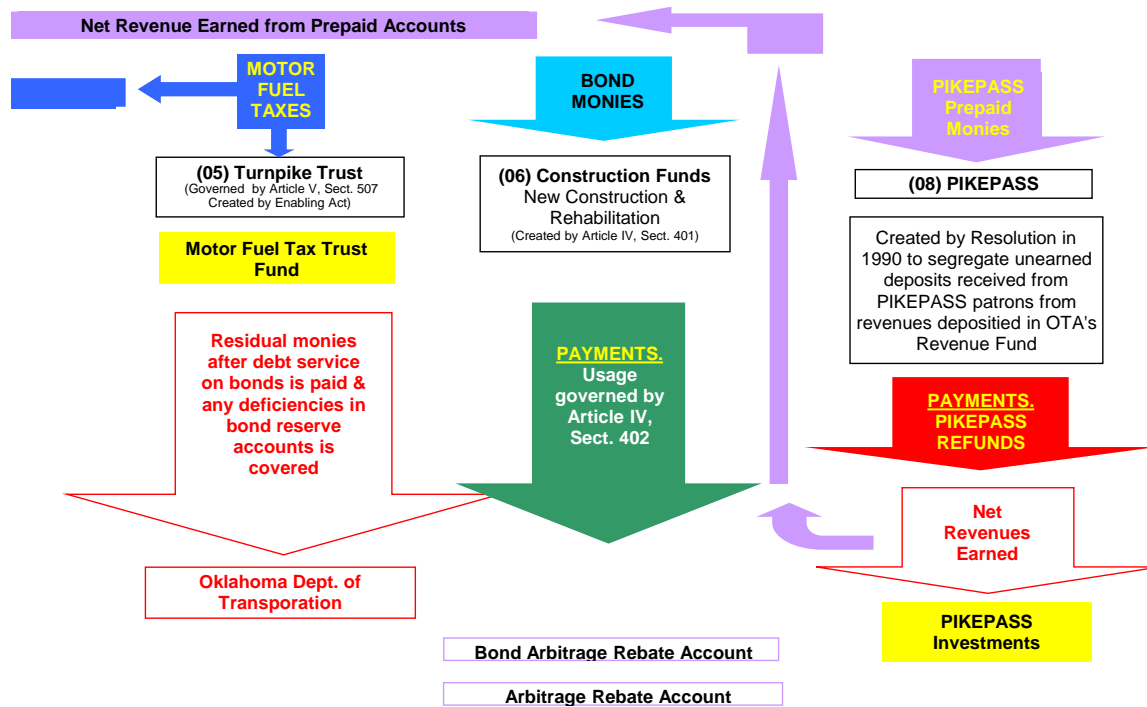 Net Revenue Earned from Prepaid Accounts
MOTOR
FUEL
TAXES
(05) Turnpike Trust
(Governed by Article V, Sect. 507
Created by Enabling Act)
Motor Fuel Tax Trust
Fund
Residual monies
after debt service
on bonds is paid &
any deficiencies in
bond reserve
accounts is
covered
Oklahoma Dept. of
Transporation
BOND
MONIES
(06) Construction Funds
New Construction &
Rehabilitation
(Created by Article IV, Sect. 401)
PAYMENTS.
Usage
governed by
Article IV,
Sect. 402
PIKEPASS
Prepaid
Monies
(08) PIKEPASS
Created by Resolution in
1990 to segregate unearned
deposits received from
PIKEPASS patrons from
revenues depositied in OTA's
Revenue Fund
PAYMENTS.
PIKEPASS
REFUNDS
Net
Revenues
Earned
PIKEPASS
Investments
Bond Arbitrage Rebate Account
Arbitrage Rebate Account